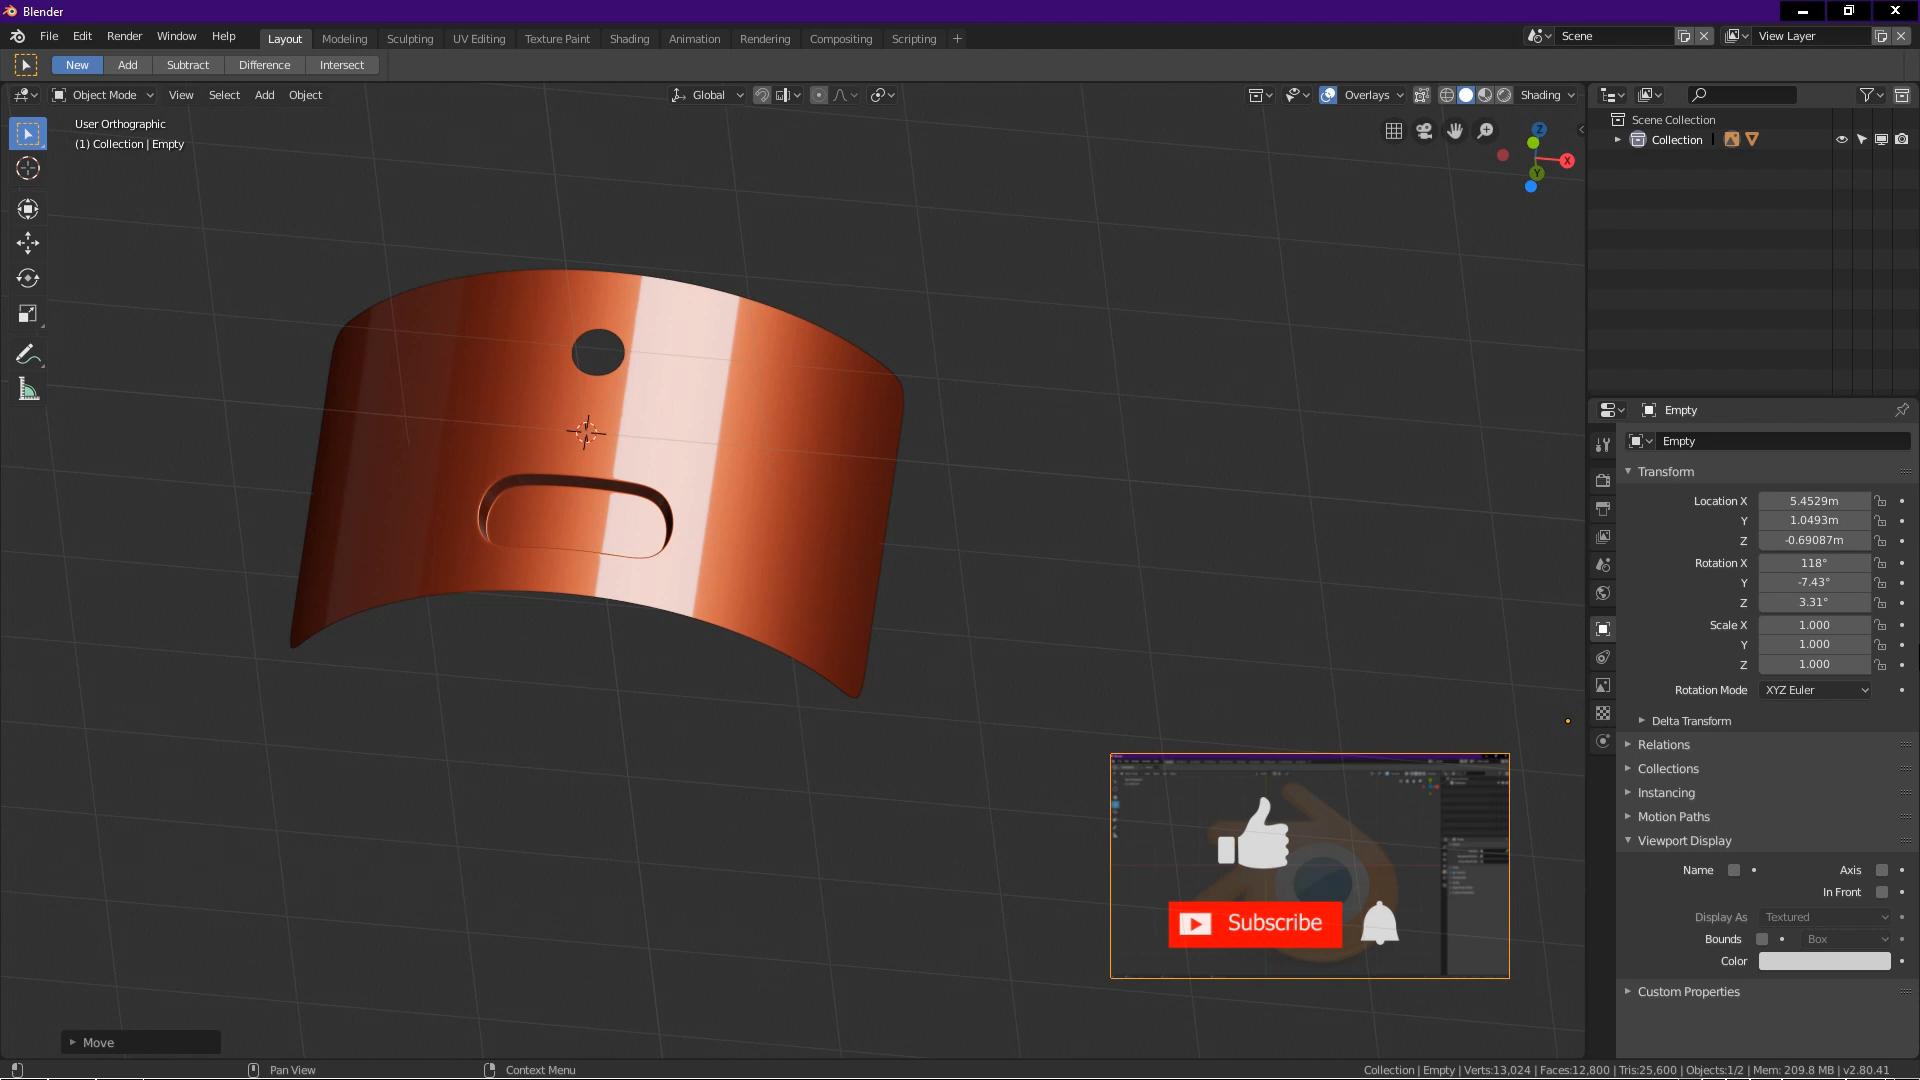 Blender
File Edit Render Window Help Layout Modeling Sculpting UV Editing Texture Paint Shading Animation Rendering Compositing Scripting + Scene View Layer
New Add Subtract Difference Intersect
Object Mode View Select Add Object Global Overlays Shading
User Orthographic
(1) Collection | Empty
Z
X
Y
Scene Collection
Collection
Empty
Empty
Transform
Location X 5.4529m
Y 1.0493m
Z -0.69087m
Rotation X 118°
Y -7.43°
Z 3.31°
Scale X 1.000
Y 1.000
Z 1.000
Rotation Mode XYZ Euler
Delta Transform
Relations
Collections
Instancing
Motion Paths
Viewport Display
Name Axis
In Front
Display As Textured
Bounds Box
Color
Custom Properties
Subscribe
Move
Pan View Context Menu Collection | Empty | Verts:13,024 | Faces:12,800 | Tris:25,600 | Objects:1/2 | Mem: 209.8 MB | v2.80.41